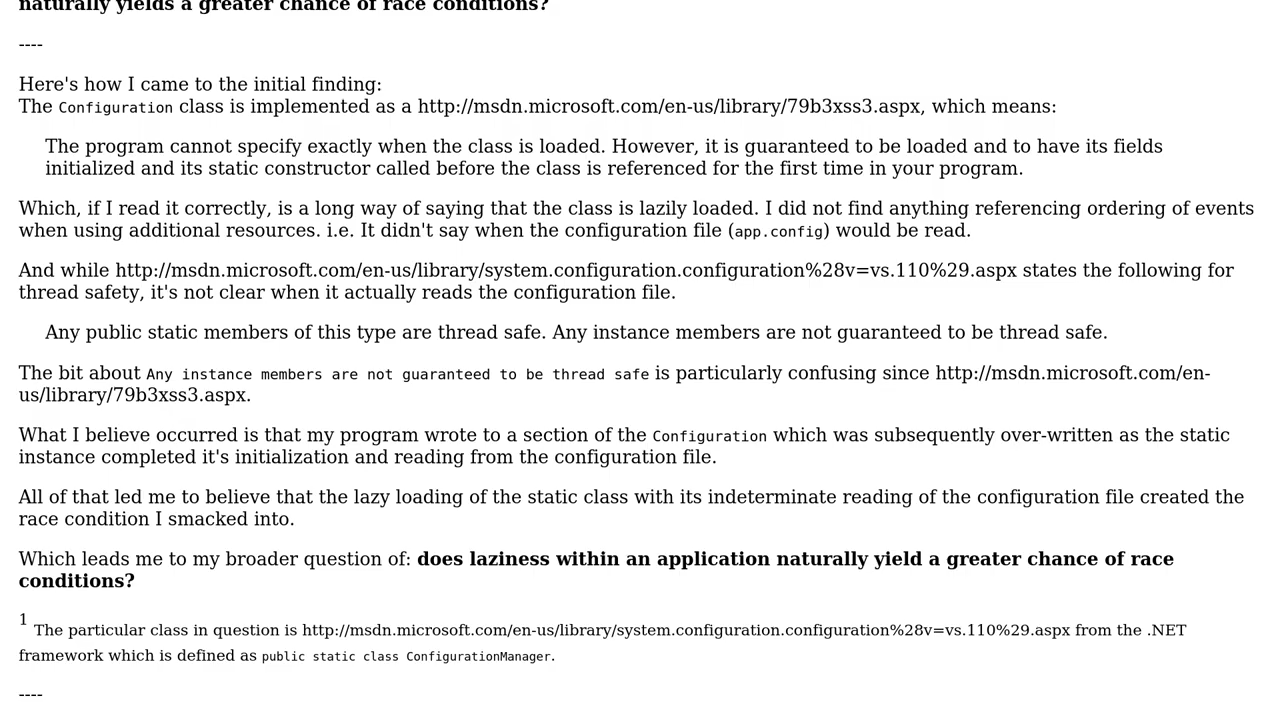 naturally yields a greater chance of race conditions?
----
Here's how I came to the initial finding:
The Configuration class is implemented as a http://msdn.microsoft.com/en-us/library/79b3xss3.aspx, which means:
The program cannot specify exactly when the class is loaded. However, it is guaranteed to be loaded and to have its fields
initialized and its static constructor called before the class is referenced for the first time in your program.
Which, if I read it correctly, is a long way of saying that the class is lazily loaded. I did not find anything referencing ordering of events
when using additional resources. i.e. It didn't say when the configuration file (app.config) would be read.
And while http://msdn.microsoft.com/en-us/library/system.configuration.configuration%28v=vs.110%29.aspx states the following for
thread safety, it's not clear when it actually reads the configuration file.
Any public static members of this type are thread safe. Any instance members are not guaranteed to be thread safe.
The bit about Any instance members are not guaranteed to be thread safe is particularly confusing since http://msdn.microsoft.com/en-
us/library/79b3xss3.aspx.
What I believe occurred is that my program wrote to a section of the Configuration which was subsequently over-written as the static
instance completed it's initialization and reading from the configuration file.
All of that led me to believe that the lazy loading of the static class with its indeterminate reading of the configuration file created the
race condition I smacked into.
Which leads me to my broader question of: does laziness within an application naturally yield a greater chance of race
conditions?
1 The particular class in question is http://msdn.microsoft.com/en-us/library/system.configuration.configuration%28v=vs.110%29.aspx from the .NET
framework which is defined as public static class ConfigurationManager.
----